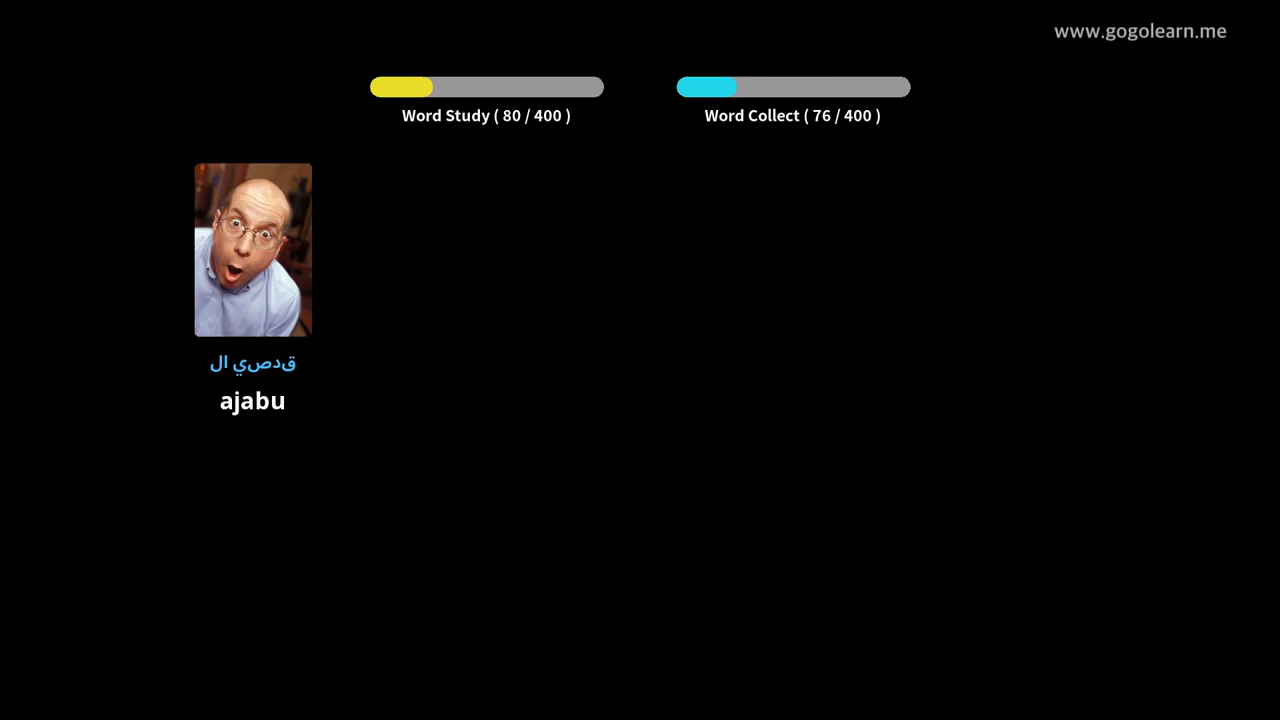 www.gogolearn.me
Word Study ( 80 / 400 )
Word Collect ( 76 / 400 )
قدصي ال
ajabu